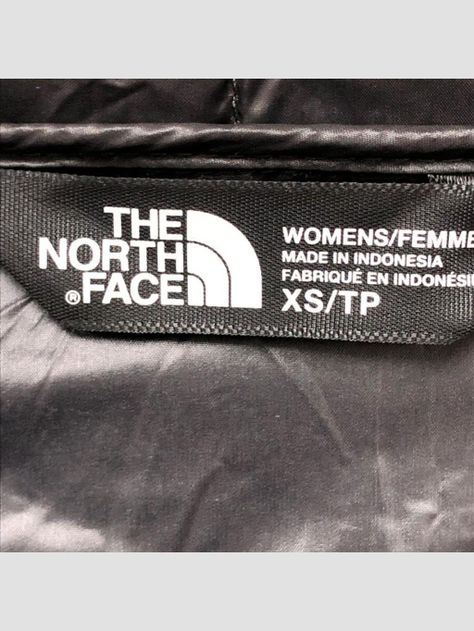 THE
NORTH
®FACE
WOMENS/FEMME
MADE IN INDONESIA
FABRIQUÉ EN INDONÉSI
XS/TP